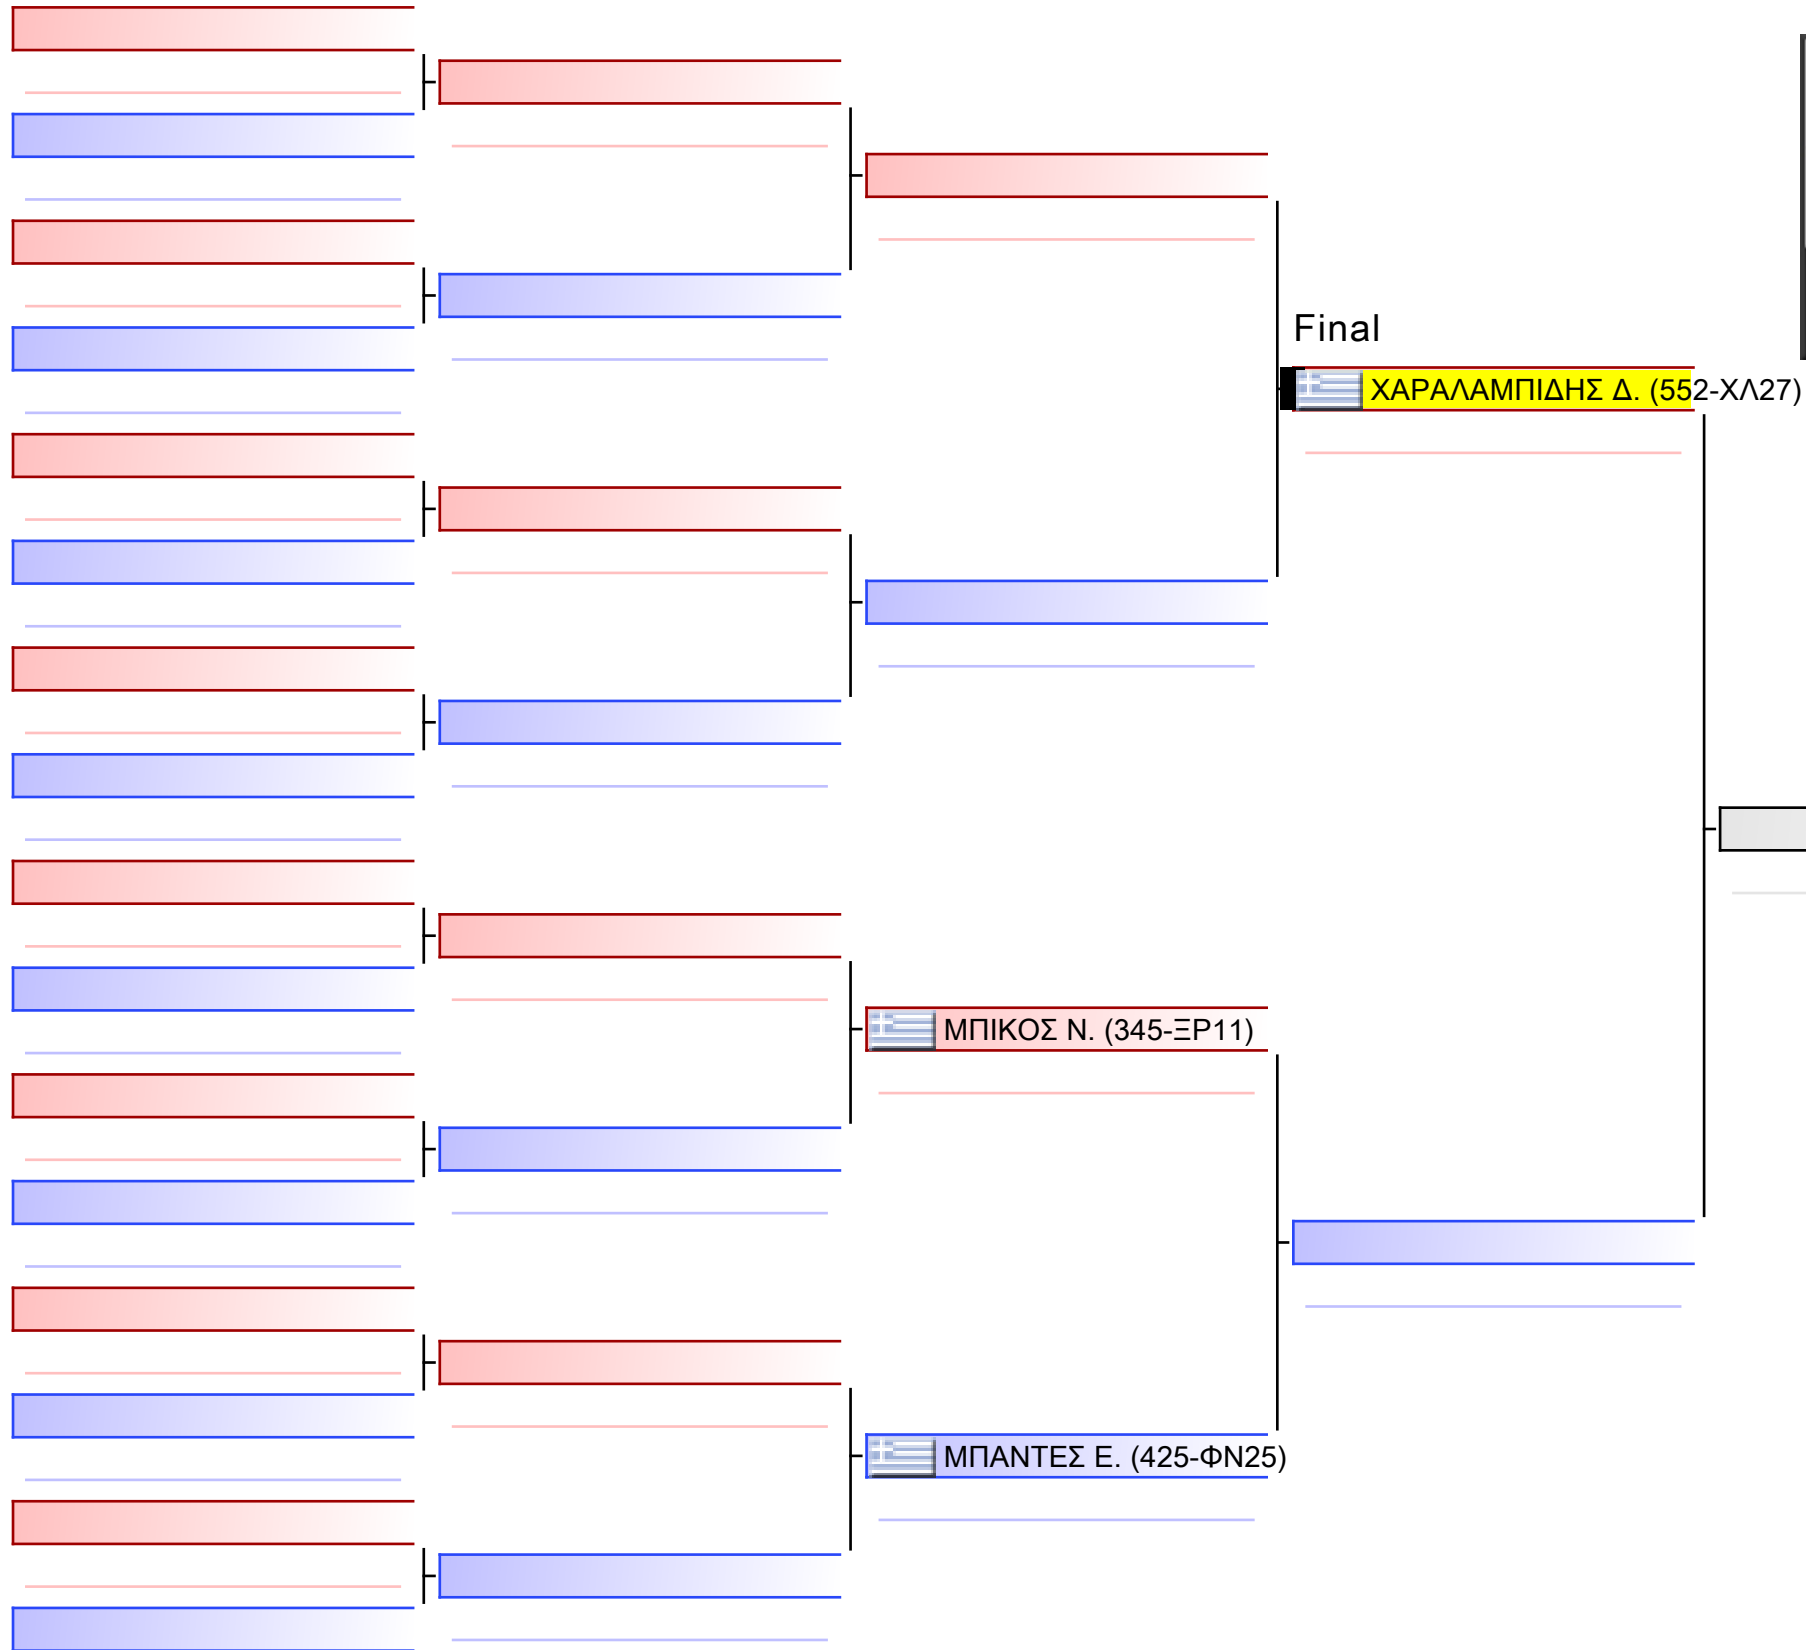 Final
ΧΑΡΑΛΑΜΠΙΔΗΣ Δ. (552-ΧΛ27)
ΜΠΙΚΟΣ Ν. (345-ΞΡ11)
ΜΠΑΝΤΕΣ Ε. (425-ΦΝ25)